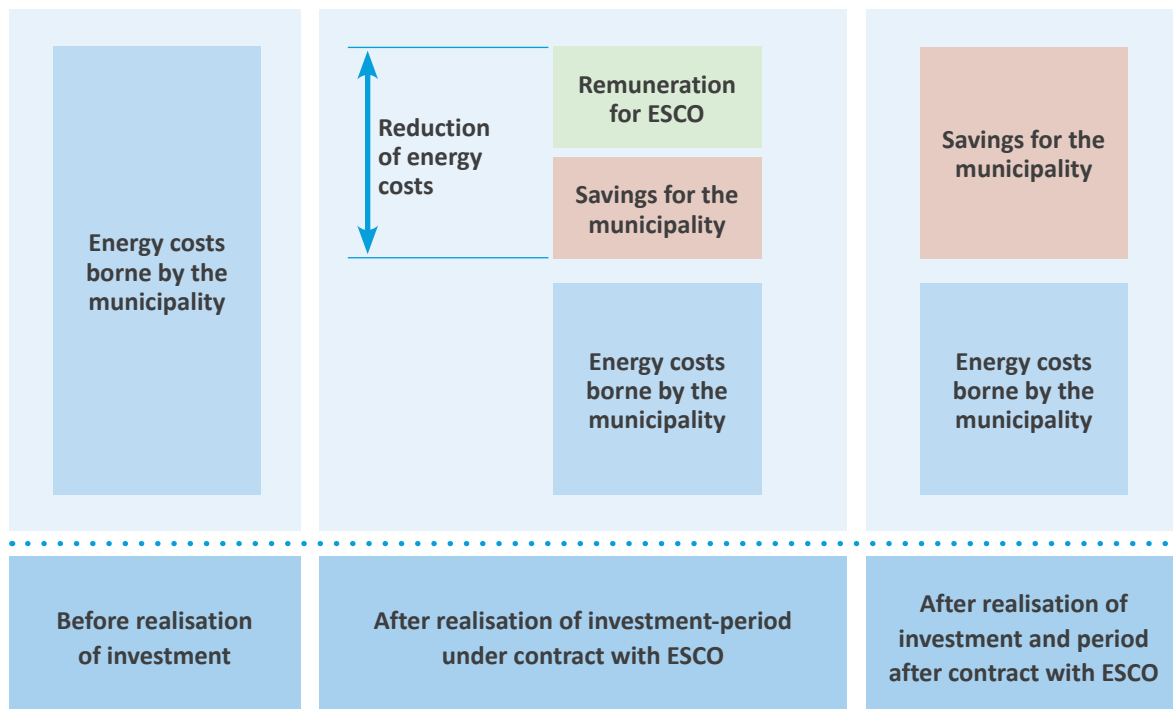 Energy costs
borne by the
municipality
Reduction
of energy
costs
Remuneration
for ESCO
Savings for the
municipality
Energy costs
borne by the
municipality
Savings for the
municipality
Energy costs
borne by the
municipality
Before realisation
of investment
After realisation of investment-period
under contract with ESCO
After realisation of
investment and period
after contract with ESCO